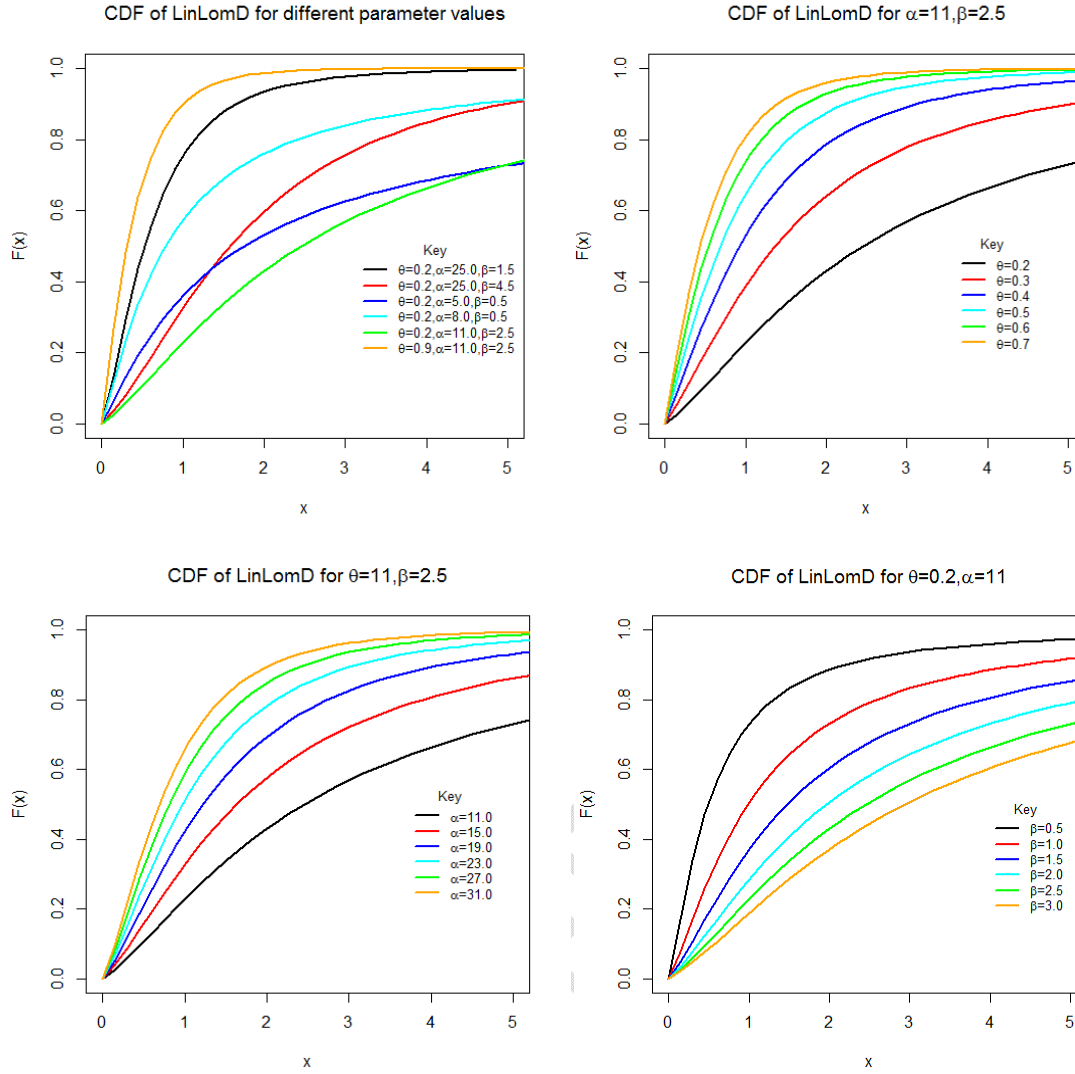 CDF of LinLomD for different parameter values
F(x)
1.0
0.8
0.6
0.4
0.2
0.0
Key
θ=0.2,α=25.0,β=1.5
θ=0.2,α=25.0,β=4.5
θ=0.2,α=5.0,β=0.5
θ=0.2,α=8.0,β=0.5
θ=0.2,α=11.0,β=2.5
θ=0.9,α=11.0,β=2.5
0 1 2 3 4 5
x
CDF of LinLomD for α=11,β=2.5
F(x)
1.0
0.8
0.6
0.4
0.2
0.0
Key
θ=0.2
θ=0.3
θ=0.4
θ=0.5
θ=0.6
θ=0.7
0 1 2 3 4 5
x
CDF of LinLomD for θ=11,β=2.5
F(x)
1.0
0.8
0.6
0.4
0.2
0.0
Key
α=11.0
α=15.0
α=19.0
α=23.0
α=27.0
α=31.0
0 1 2 3 4 5
x
CDF of LinLomD for θ=0.2,α=11
F(x)
1.0
0.8
0.6
0.4
0.2
0.0
Key
β=0.5
β=1.0
β=1.5
β=2.0
β=2.5
β=3.0
0 1 2 3 4 5
x